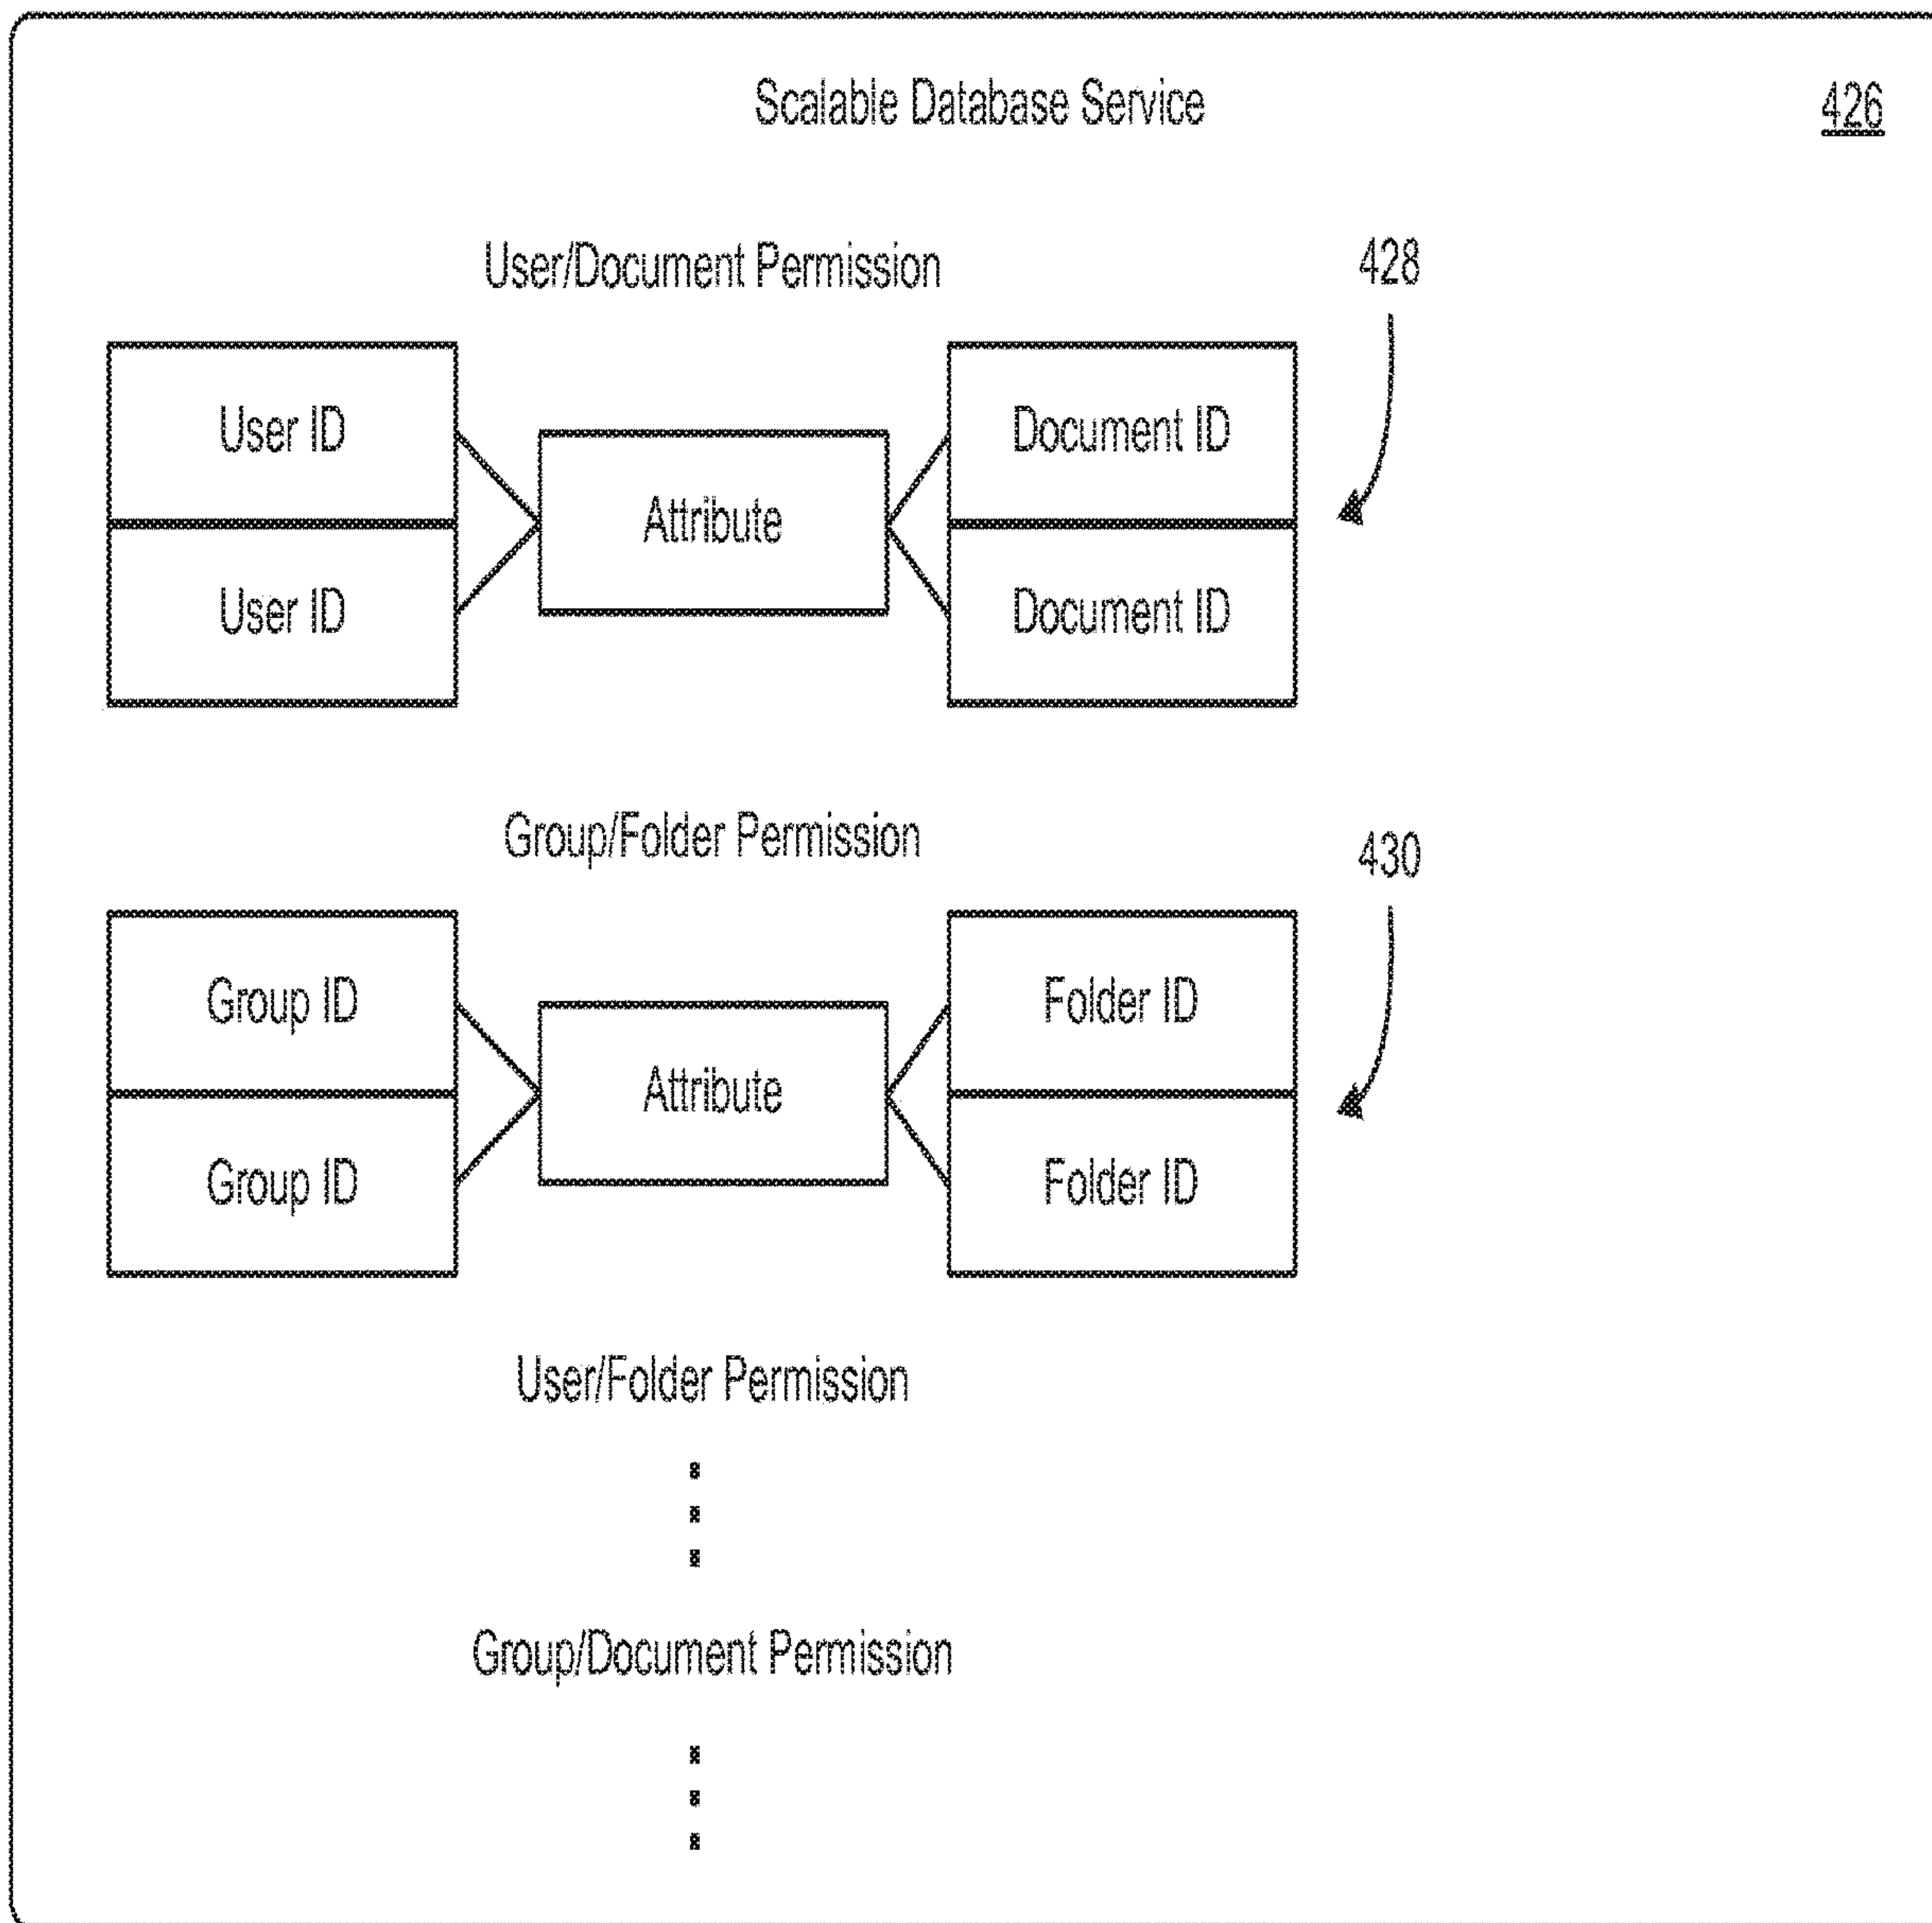 Scalable Database Service
426
User/Document Permission
428
User ID
Document ID
Attribute
User ID
Document ID
Group/Folder Permission
430
Group ID
Folder ID
Attribute
Group ID
Folder ID
User/Folder Permission
Group/Document Permission